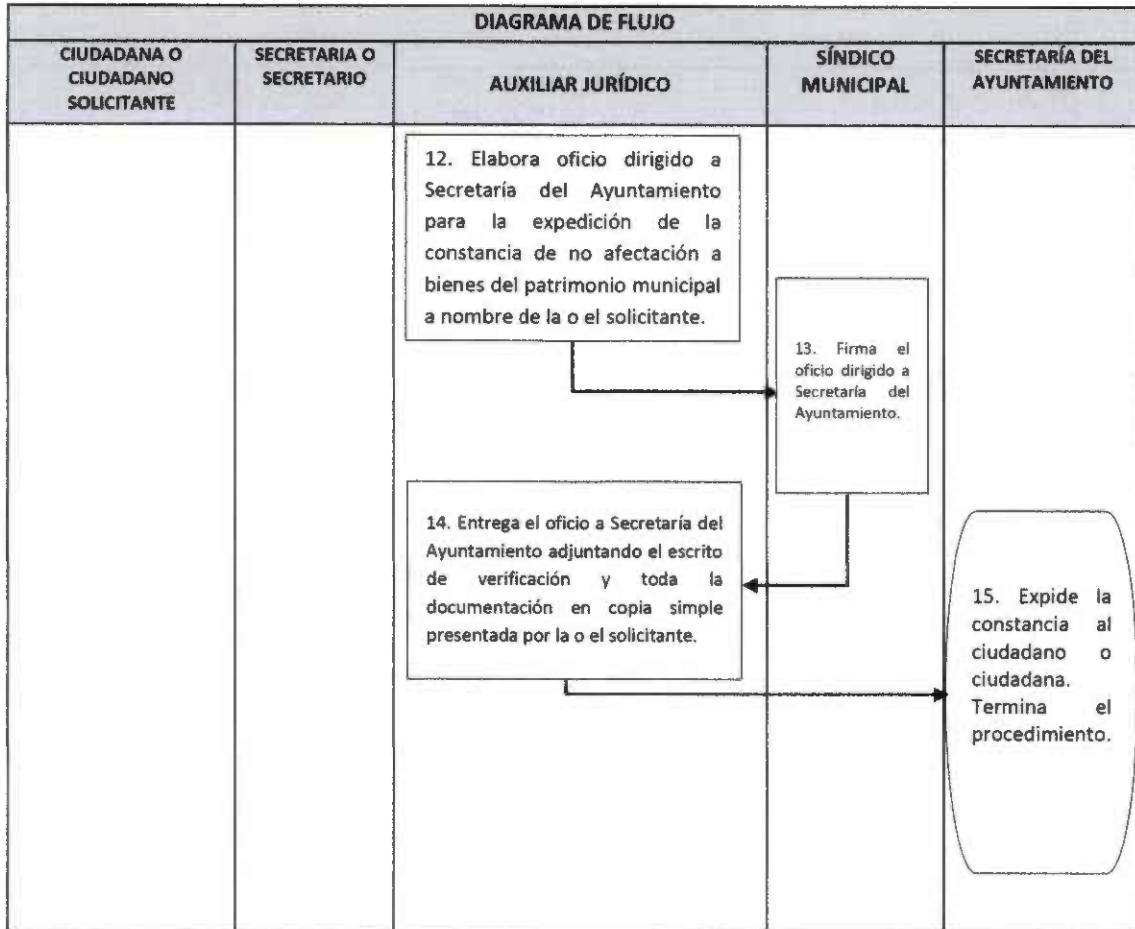 DIAGRAMA DE FLUJO
CIUDADANA O
CIUDADANO
SOLICITANTE
SECRETARIA O
SECRETARIO
AUXILIAR JURÍDICO
SÍNDICO
MUNICIPAL
SECRETARÍA DEL
AYUNTAMIENTO
12. Elabora oficio dirigido a
Secretaría del Ayuntamiento
para la expedición de la
constancia de no afectación a
bienes del patrimonio municipal
a nombre de la o el solicitante.
13. Firma el
oficio dirigido a
Secretaría del
Ayuntamiento.
14. Entrega el oficio a Secretaría del
Ayuntamiento adjuntando el escrito
de verificación y toda la
documentación en copia simple
presentada por la o el solicitante.
15. Expide la
constancia al
ciudadano o
ciudadana.
Termina el
procedimiento.